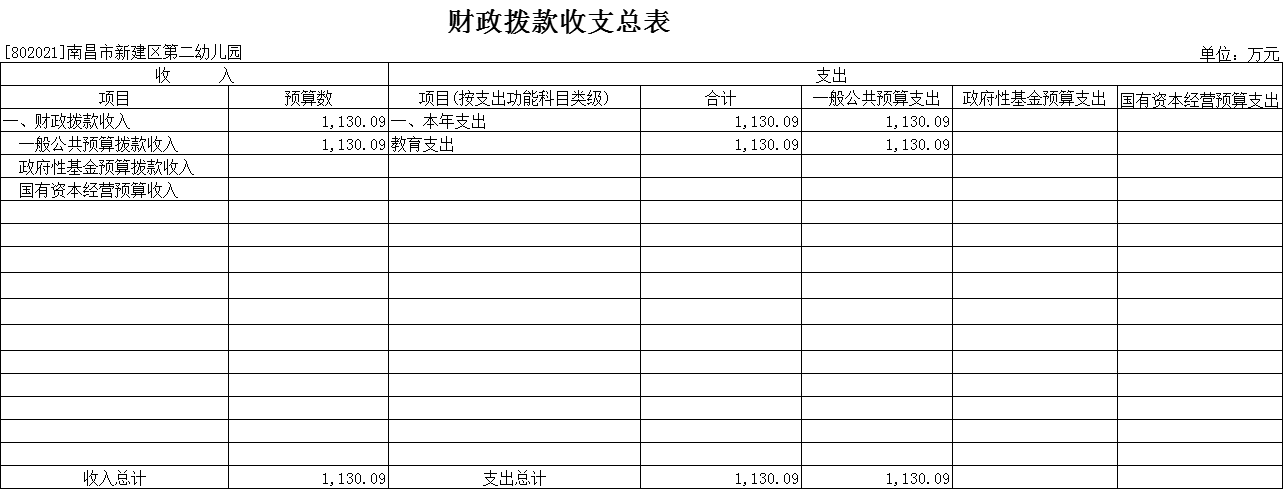 财政拨款收支总表
[802021]南昌市新建区第二幼儿园 单位：万元
收 入 支出
项目 预算数 项目(按支出功能科目类级) 合计 一般公共预算支出 政府性基金预算支出 国有资本经营预算支出
一、财政拨款收入 1,130.09 一、本年支出 1,130.09 1,130.09
一般公共预算拨款收入 1,130.09 教育支出 1,130.09 1,130.09
政府性基金预算拨款收入
国有资本经营预算收入
收入总计 1,130.09 支出总计 1,130.09 1,130.09